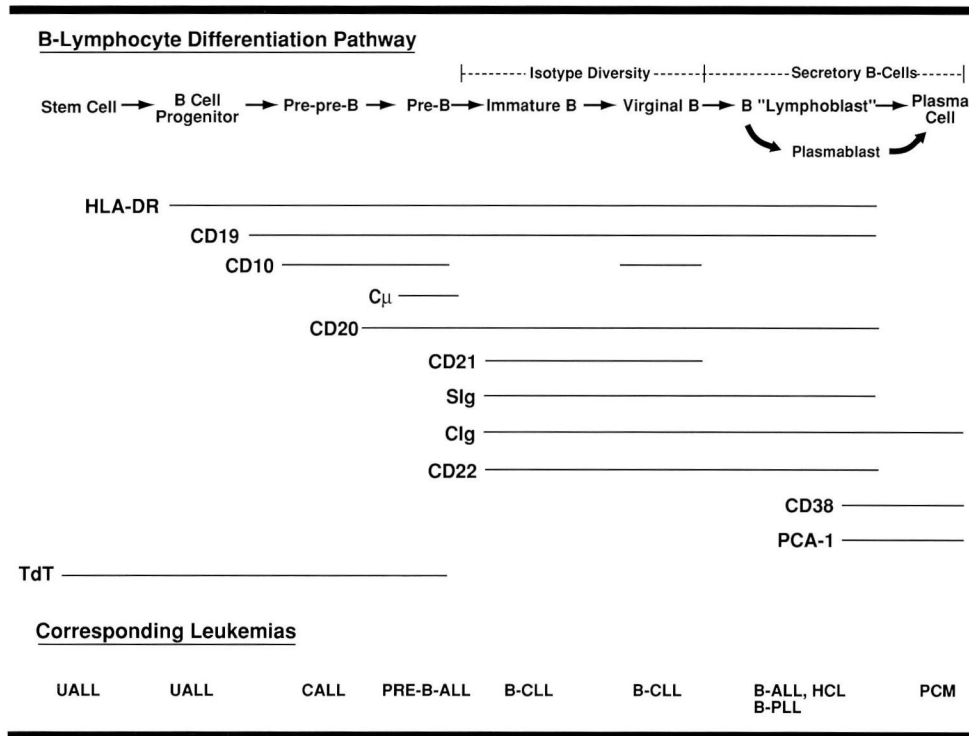 B-Lymphocyte Differentiation Pathway
Isotype Diversity Secretory B-Cells
Stem Cell B Cell Progenitor Pre-pre-B Pre-B Immature B Virginal B B "Lymphoblast" Plasma Cell
Plasmablast
HLA-DR
CD19
CD10
Cμ
CD20
CD21
SIg
CIg
CD22
CD38
PCA-1
TdT
Corresponding Leukemias
UALL UALL CALL PRE-B-ALL B-CLL B-CLL B-ALL, HCL PCM
B-PLL